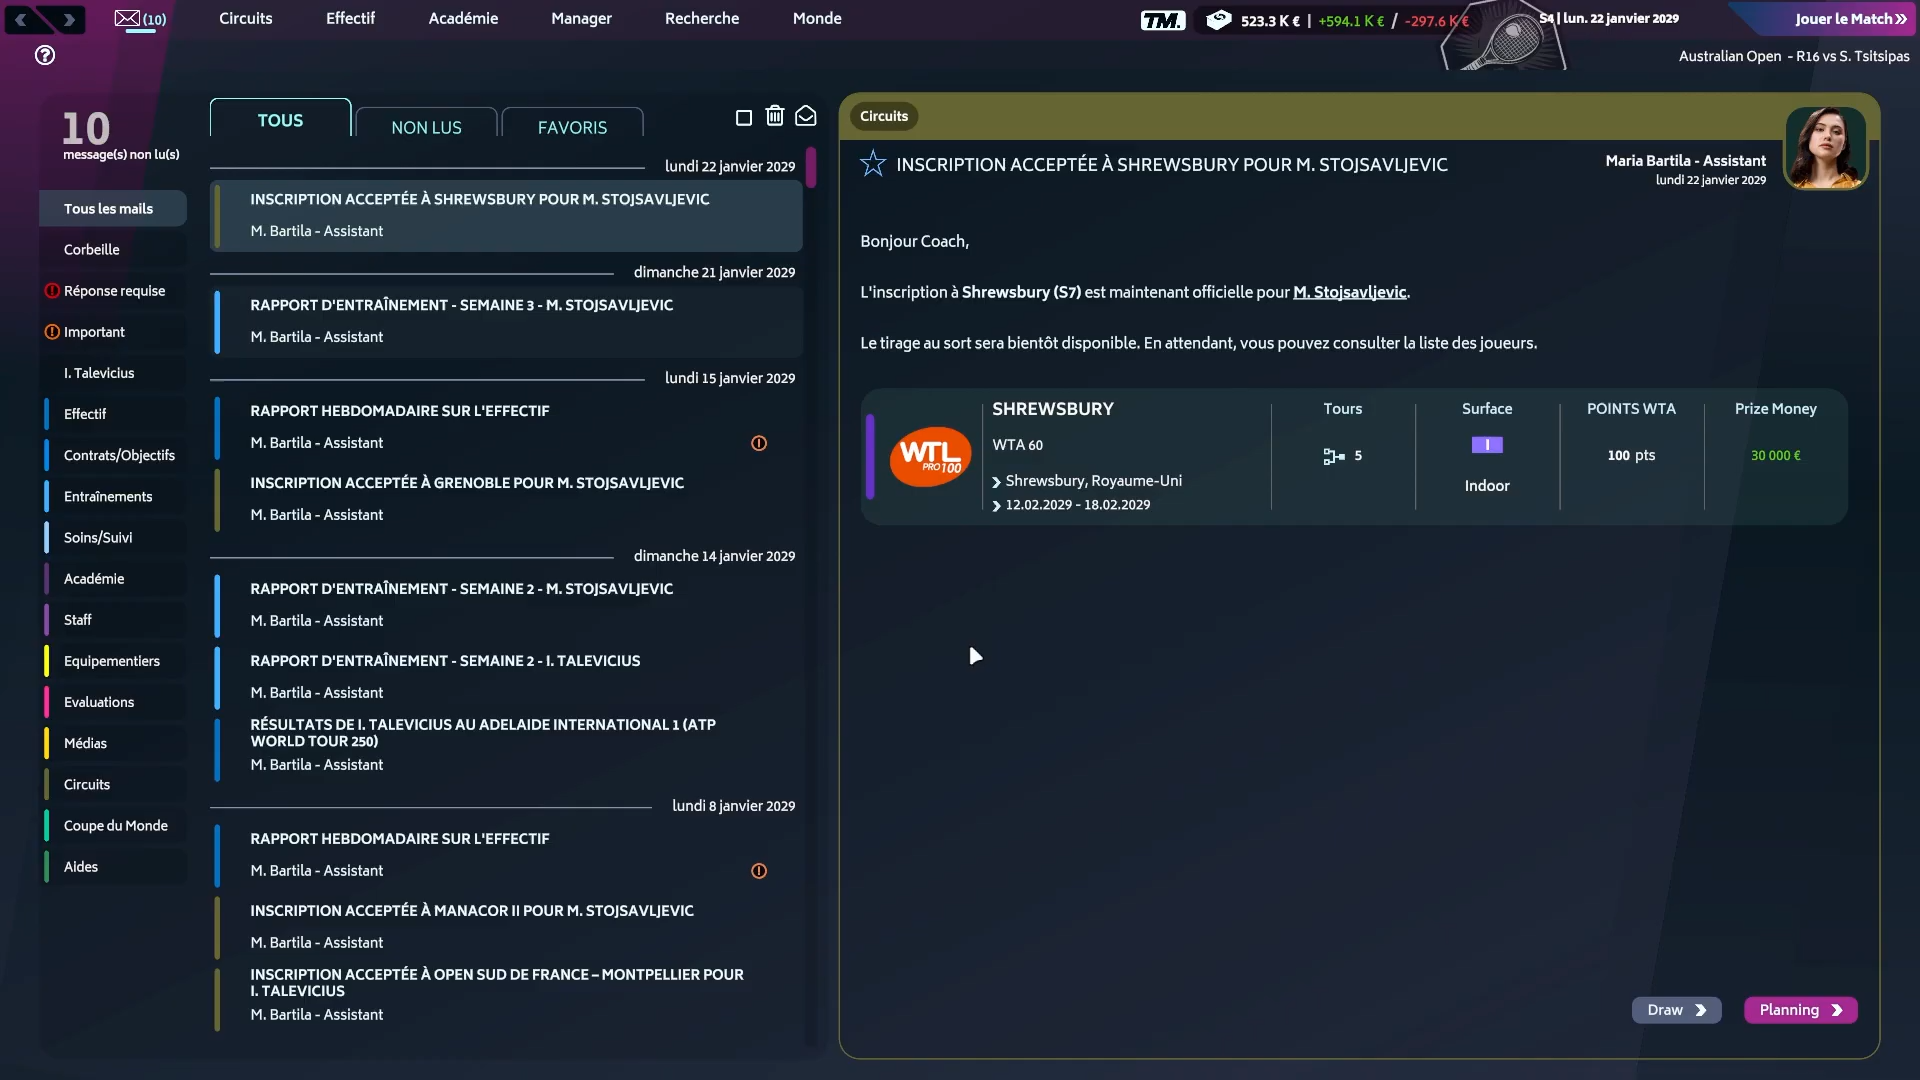 (10)
Circuits
Effectif
Académie
Manager
Recherche
Monde
TM.
523.3 K € | +594.1 K € / -297.6 K €
S4 | lun. 22 janvier 2029
Jouer le Match
Australian Open - R16 vs S. Tsitsipas
10
message(s) non lu(s)
Tous les mails
Corbeille
Réponse requise
Important
I. Talevicius
Effectif
Contrats/Objectifs
Entraînements
Soins/Suivi
Académie
Staff
Equipementiers
Evaluations
Médias
Circuits
Coupe du Monde
Aides
TOUS
NON LUS
FAVORIS
lundi 22 janvier 2029
INSCRIPTION ACCEPTÉE À SHREWSBURY POUR M. STOJSAVLJEVIC
M. Bartila - Assistant
dimanche 21 janvier 2029
RAPPORT D'ENTRAÎNEMENT - SEMAINE 3 - M. STOJSAVLJEVIC
M. Bartila - Assistant
lundi 15 janvier 2029
RAPPORT HEBDOMADAIRE SUR L'EFFECTIF
M. Bartila - Assistant
INSCRIPTION ACCEPTÉE À GRENOBLE POUR M. STOJSAVLJEVIC
M. Bartila - Assistant
dimanche 14 janvier 2029
RAPPORT D'ENTRAÎNEMENT - SEMAINE 2 - M. STOJSAVLJEVIC
M. Bartila - Assistant
RAPPORT D'ENTRAÎNEMENT - SEMAINE 2 - I. TALEVICIUS
M. Bartila - Assistant
RÉSULTATS DE I. TALEVICIUS AU ADELAIDE INTERNATIONAL 1 (ATP
WORLD TOUR 250)
M. Bartila - Assistant
lundi 8 janvier 2029
RAPPORT HEBDOMADAIRE SUR L'EFFECTIF
M. Bartila - Assistant
INSCRIPTION ACCEPTÉE À MANACOR II POUR M. STOJSAVLJEVIC
M. Bartila - Assistant
INSCRIPTION ACCEPTÉE À OPEN SUD DE FRANCE – MONTPELLIER POUR
I. TALEVICIUS
M. Bartila - Assistant
Circuits
INSCRIPTION ACCEPTÉE À SHREWSBURY POUR M. STOJSAVLJEVIC
Maria Bartila - Assistant
lundi 22 janvier 2029
Bonjour Coach,
L'inscription à Shrewsbury (S7) est maintenant officielle pour M. Stojsavljevic.
Le tirage au sort sera bientôt disponible. En attendant, vous pouvez consulter la liste des joueurs.
WTL
PRO 100
SHREWSBURY
WTA 60
Shrewsbury, Royaume-Uni
12.02.2029 - 18.02.2029
Tours
5
Surface
I
Indoor
POINTS WTA
100 pts
Prize Money
30 000 €
Draw
Planning